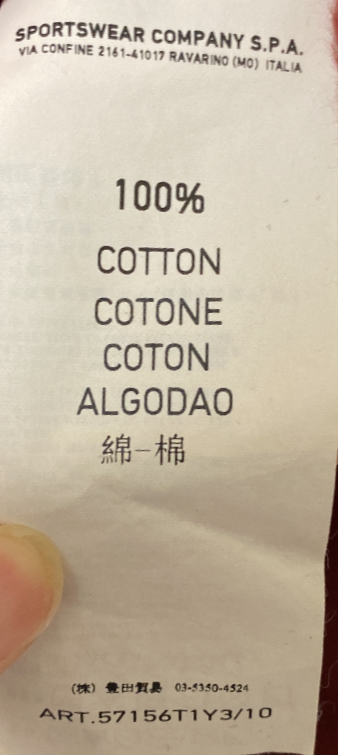 SPORTSWEAR COMPANY S.P.A.
VIA CONFINE 2161-41017 RAVARINO (MO) ITALIA
100%
COTTON
COTONE
COTON
ALGODAO
綿-棉
(株) 豊田貿易 03-5350-4524
ART.57156T1Y3/10